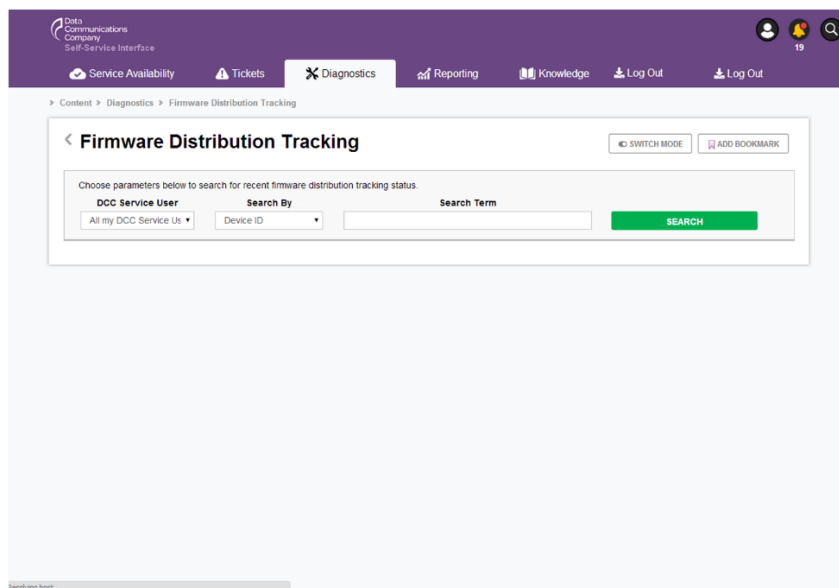 Data
Communications
Company
Self-Service Interface
19
Service Availability
Tickets
Diagnostics
Reporting
Knowledge
Log Out
Log Out
> Content > Diagnostics > Firmware Distribution Tracking
< Firmware Distribution Tracking
SWITCH MODE
ADD BOOKMARK
Choose parameters below to search for recent firmware distribution tracking status.
DCC Service User
Search By
Search Term
All my DCC Service Us
Device ID
SEARCH
Resolving host